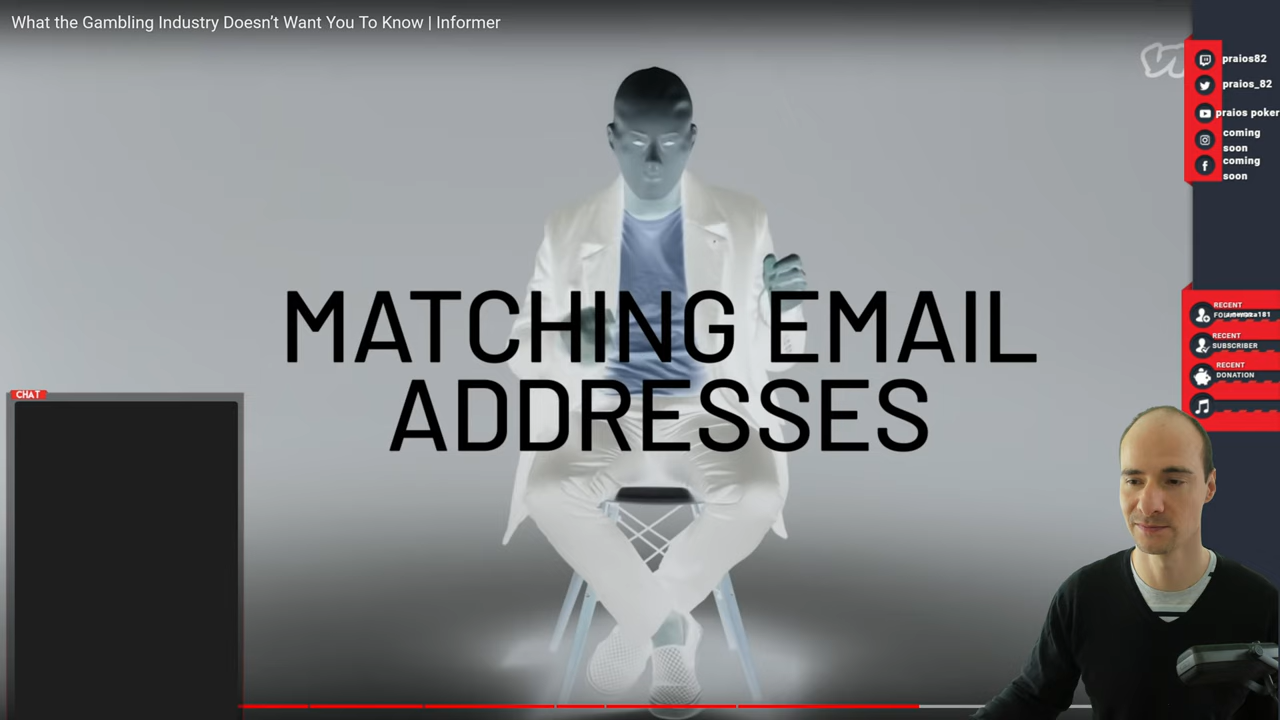 What the Gambling Industry Doesn’t Want You To Know | Informer
praios82
praios_82
praios poker
coming
soon
coming
soon
MATCHING EMAIL
ADDRESSES
RECENT
RECENT
SUBSCRIBER
RECENT
DONATION
CHAT